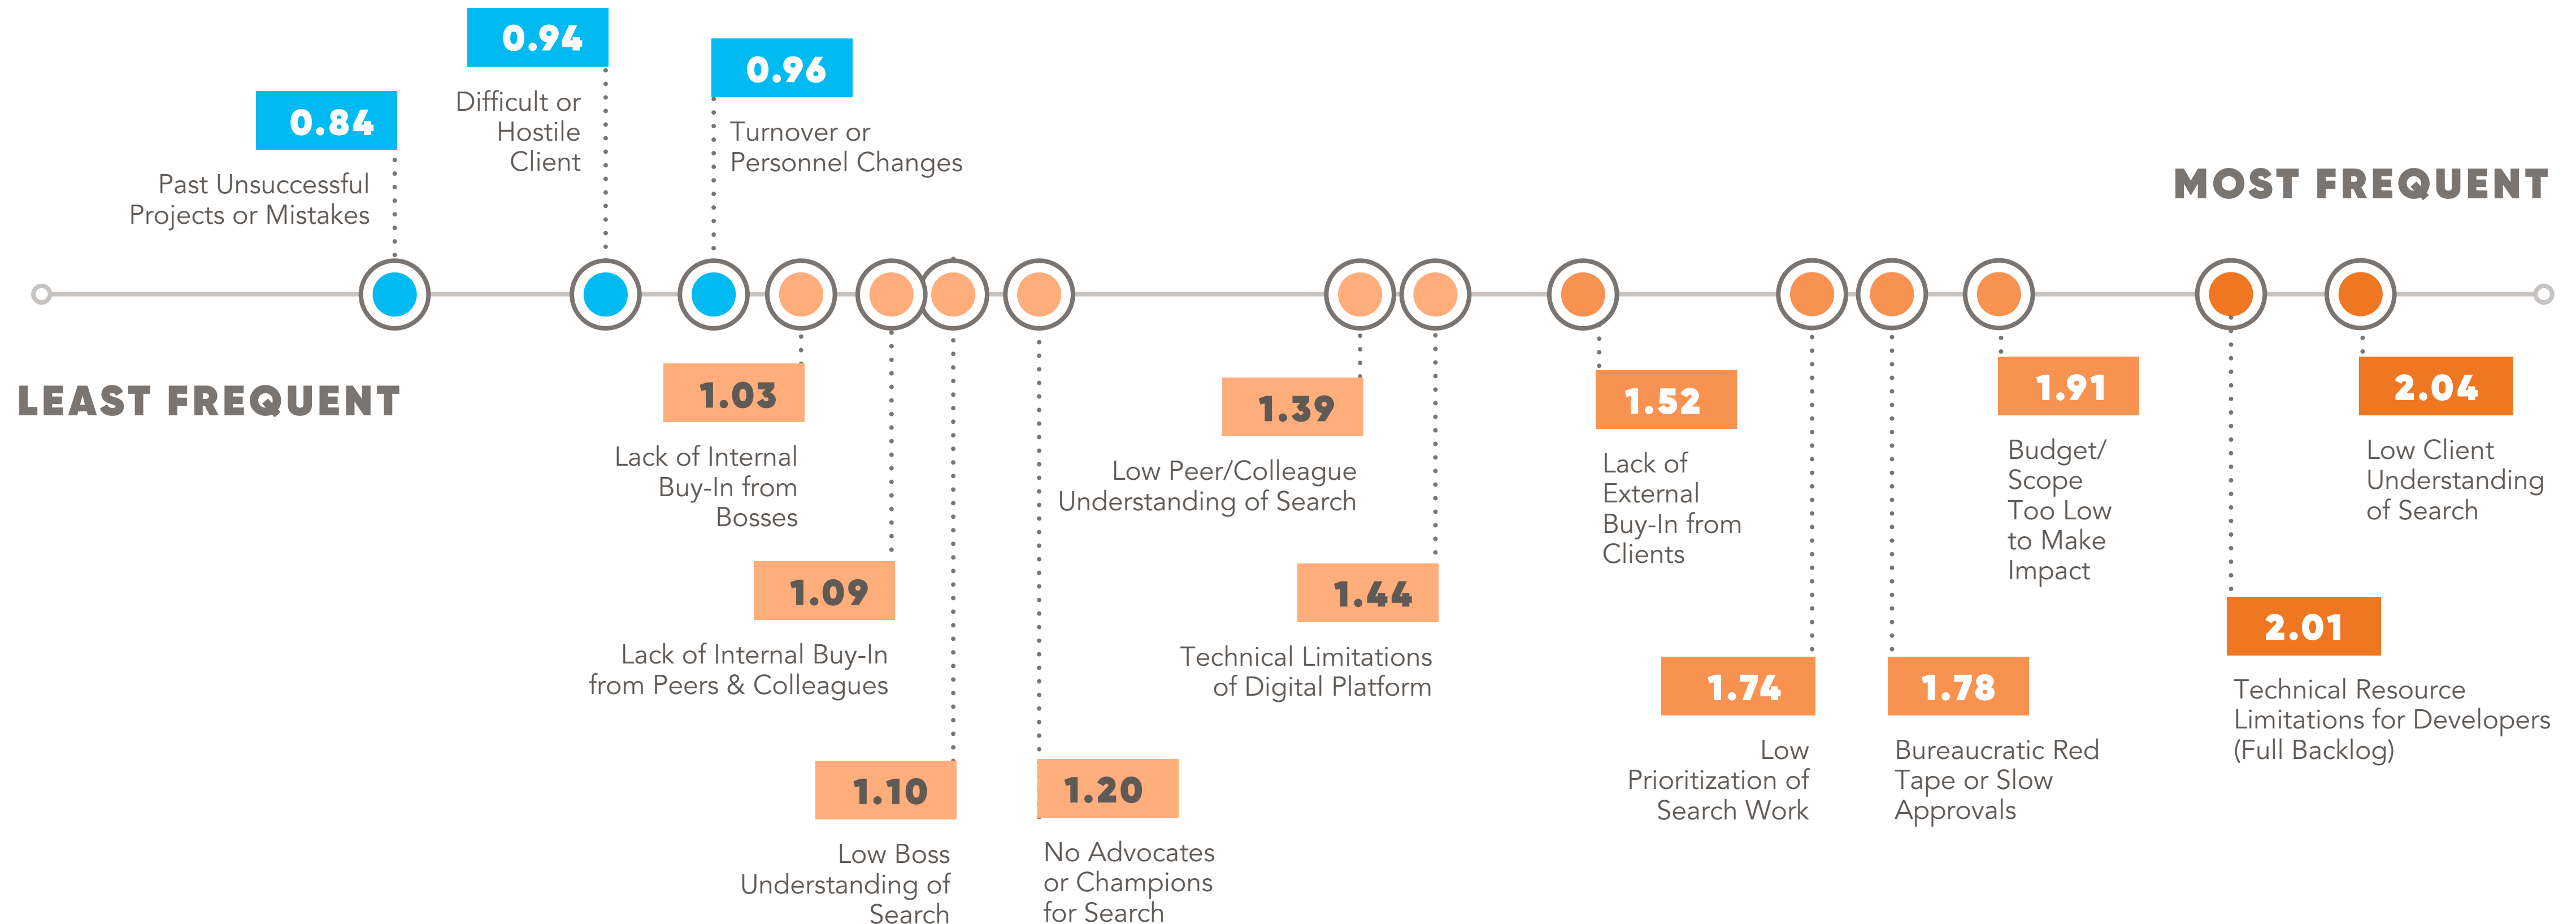 0.84
Past Unsuccessful
Projects or Mistakes
0.94
Difficult or
Hostile
Client
0.96
Turnover or
Personnel Changes
MOST FREQUENT
LEAST FREQUENT
1.03
Lack of Internal
Buy-In from
Bosses
1.09
Lack of Internal Buy-In
from Peers & Colleagues
1.10
Low Boss
Understanding of
Search
1.20
No Advocates
or Champions
for Search
1.39
Low Peer/Colleague
Understanding of Search
1.44
Technical Limitations
of Digital Platform
1.52
Lack of
External
Buy-In from
Clients
1.74
Low
Prioritization of
Search Work
1.78
Bureaucratic Red
Tape or Slow
Approvals
1.91
Budget/
Scope
Too Low
to Make
Impact
2.01
Technical Resource
Limitations for Developers
(Full Backlog)
2.04
Low Client
Understanding
of Search